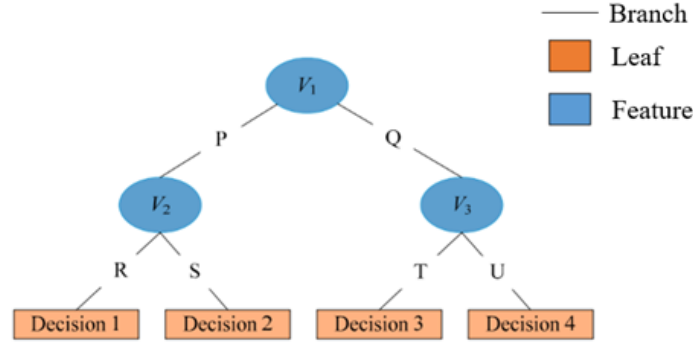 Branch
Leaf
Feature
V1
P
Q
V2
V3
R
S
T
U
Decision 1
Decision 2
Decision 3
Decision 4